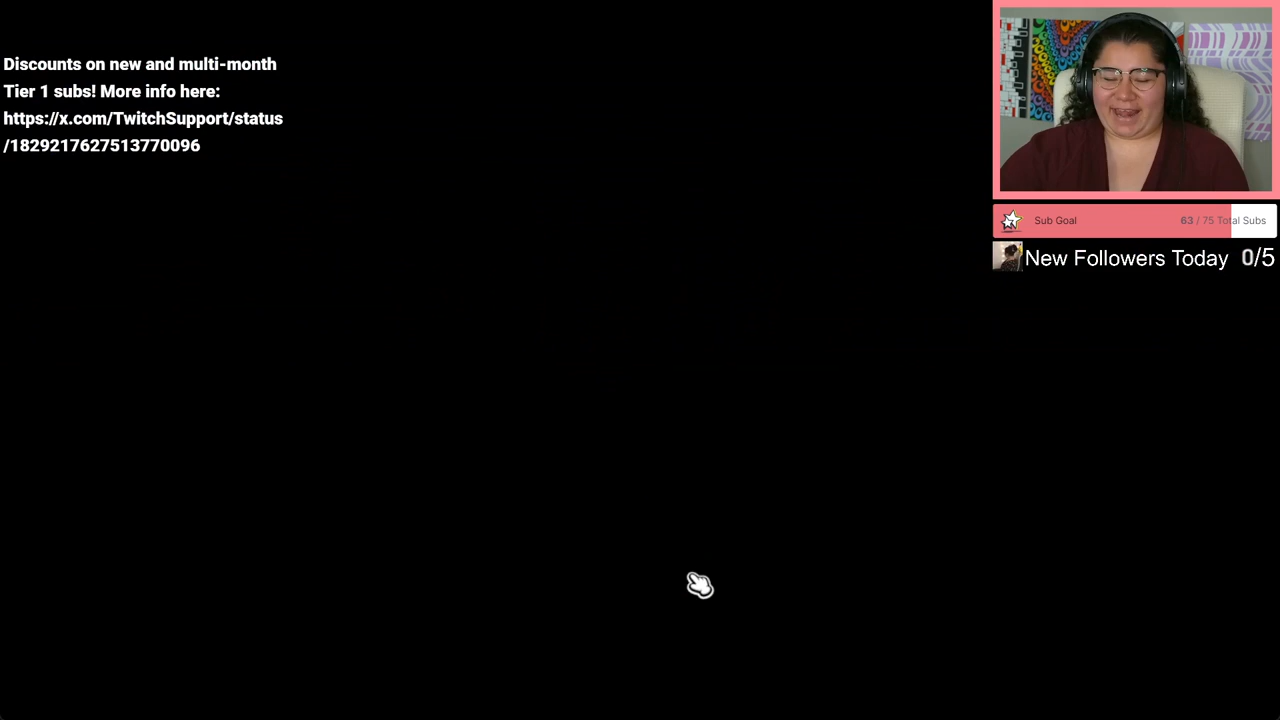 Discounts on new and multi-month
Tier 1 subs! More info here:
https://x.com/TwitchSupport/status
/1829217627513770096
Sub Goal 63 / 75 Total Subs
New Followers Today 0/5